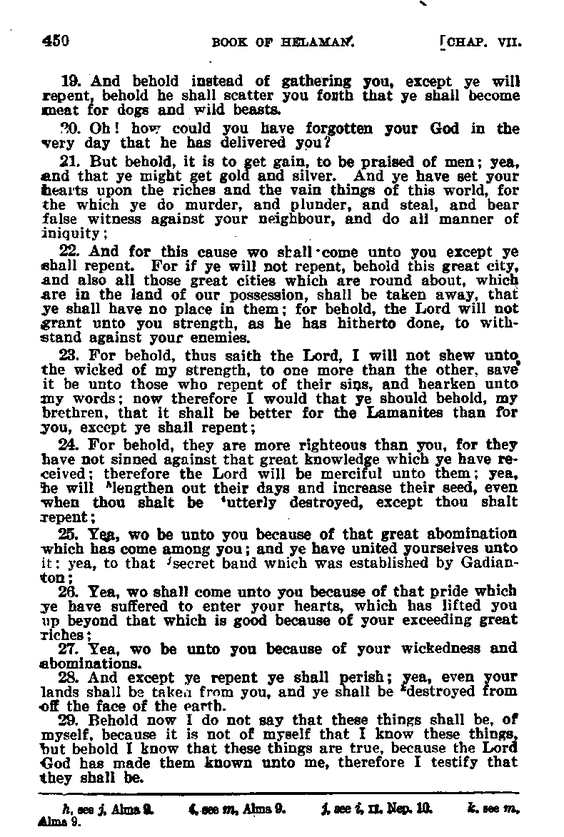 450 BOOK OF HELAMAN. [CHAP. VII.
19. And behold instead of gathering you, except ye will
repent, behold he shall scatter you forth that ye shall become
meat for dogs and wild beasts.
20. Oh! how could you have forgotten your God in the
very day that he has delivered you?
21. But behold, it is to get gain, to be praised of men; yea,
and that ye might get gold and silver. And ye have set your
hearts upon the riches and the vain things of this world, for
the which ye do murder, and plunder, and steal, and bear
false witness against your neighbour, and do all manner of
iniquity;
22. And for this cause wo shall come unto you except ye
shall repent. For if ye will not repent, behold this great city,
and also all those great cities which are round about, which
are in the land of our possession, shall be taken away, that
ye shall have no place in them; for behold, the Lord will not
grant unto you strength, as he has hitherto done, to with-
stand against your enemies.
23. For behold, thus saith the Lord, I will not shew unto
the wicked of my strength, to one more than the other, save
it be unto those who repent of their sins, and hearken unto
my words; now therefore I would that ye should behold, my
brethren, that it shall be better for the Lamanites than for
you, except ye shall repent;
24. For behold, they are more righteous than you, for they
have not sinned against that great knowledge which ye have re-
ceived; therefore the Lord will be merciful unto them; yea,
he will hlengthen out their days and increase their seed, even
when thou shalt be iutterly destroyed, except thou shalt
repent;
25. Yea, wo be unto you because of that great abomination
which has come among you; and ye have united yourselves unto
it; yea, to that jsecret band which was established by Gadian-
ton;
26. Yea, wo shall come unto you because of that pride which
ye have suffered to enter your hearts, which has lifted you
up beyond that which is good because of your exceeding great
riches;
27. Yea, wo be unto you because of your wickedness and
abominations.
28. And except ye repent ye shall perish; yea, even your
lands shall be taken from you, and ye shall be kdestroyed from
off the face of the earth.
29. Behold now I do not say that these things shall be, of
myself, because it is not of myself that I know these things,
but behold I know that these things are true, because the Lord
God has made them known unto me, therefore I testify that
they shall be.
h, see j, Alma 9. i, see m, Alma 9. j, see i, II. Nep. 10. k, see m,
Alma 9.